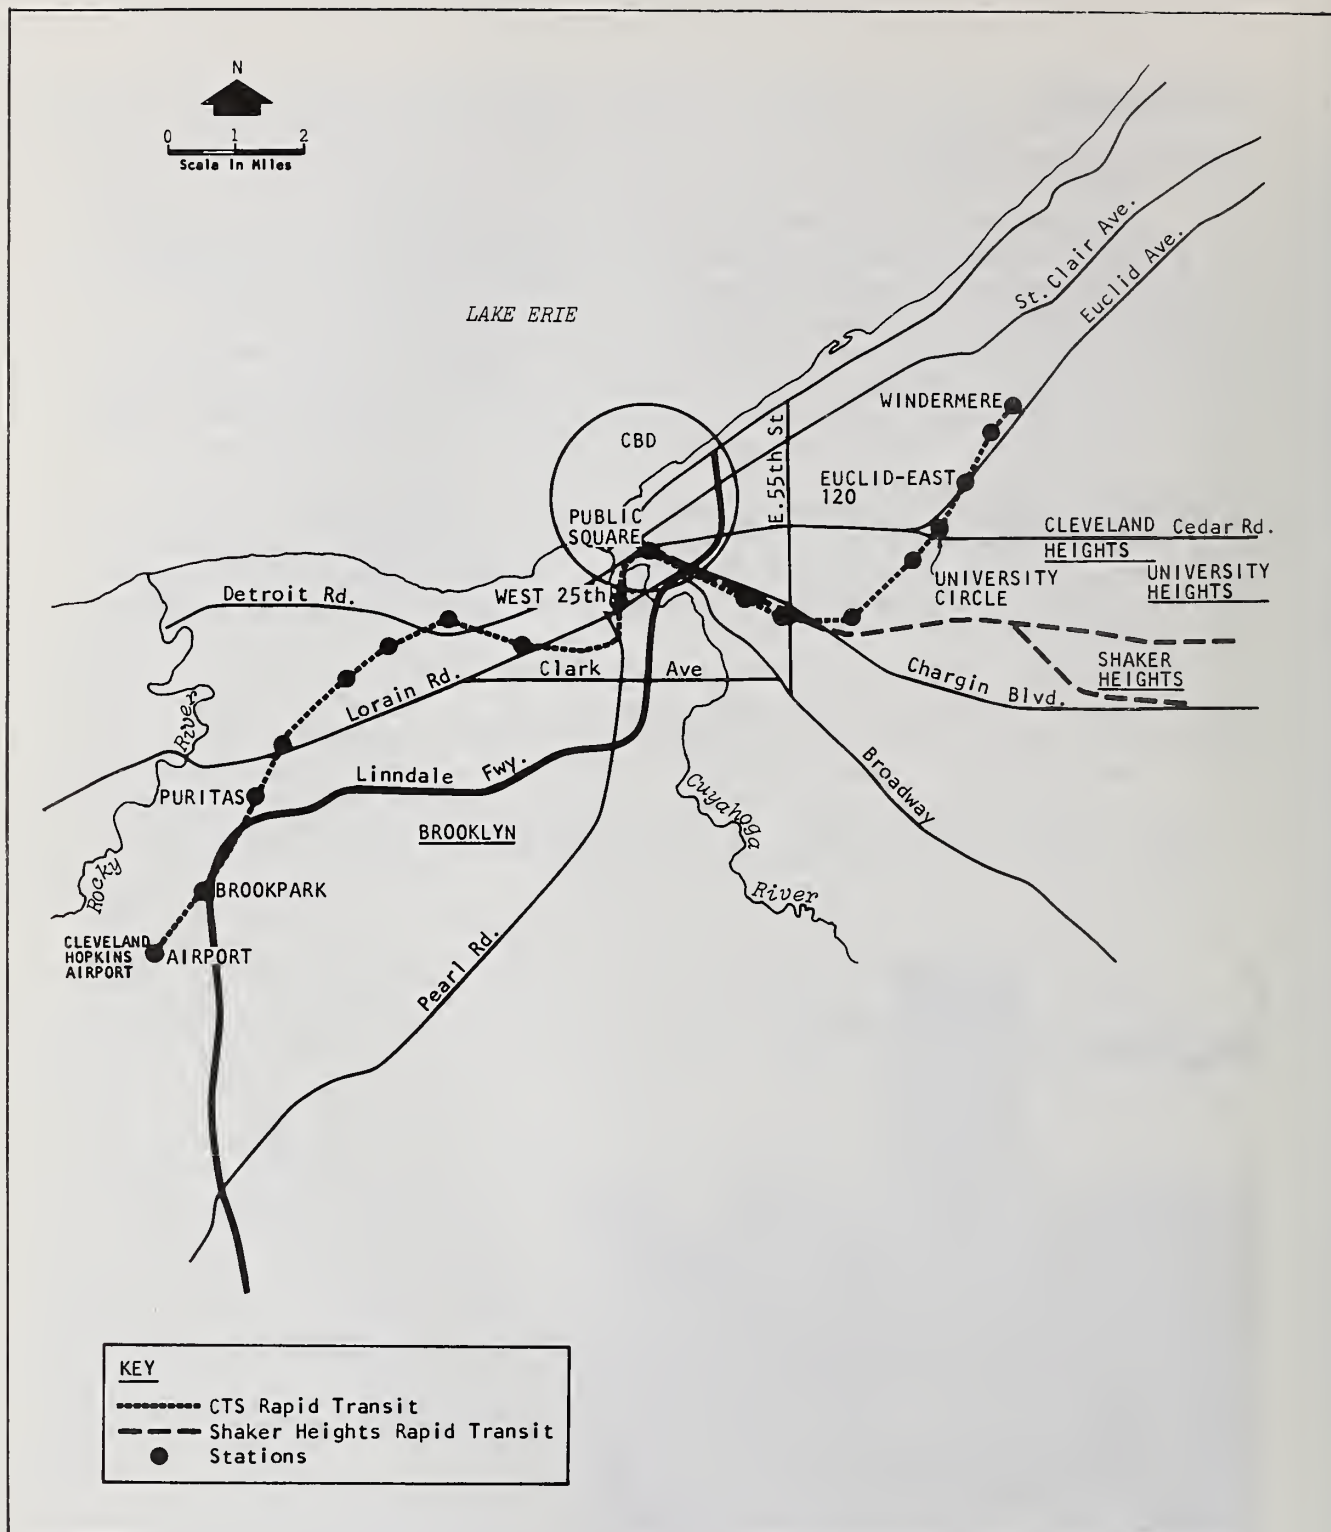 N
0 1 2
Scale In Miles
LAKE ERIE
St. Clair Ave.
Euclid Ave.
WINDERMERE
CBD
E. 55th St
EUCLID-EAST
120
PUBLIC
SQUARE
CLEVELAND
HEIGHTS
Cedar Rd.
UNIVERSITY
HEIGHTS
UNIVERSITY
CIRCLE
Detroit Rd.
WEST 25th
Clark Ave
Lorain Rd.
SHAKER
HEIGHTS
Chargin Blvd.
Rocky River
Linndale Fwy.
PURITAS
BROOKLYN
Cuyahoga River
Broadway
BROOKPARK
CLEVELAND
HOPKINS
AIRPORT
AIRPORT
Pearl Rd.
KEY
CTS Rapid Transit
Shaker Heights Rapid Transit
Stations